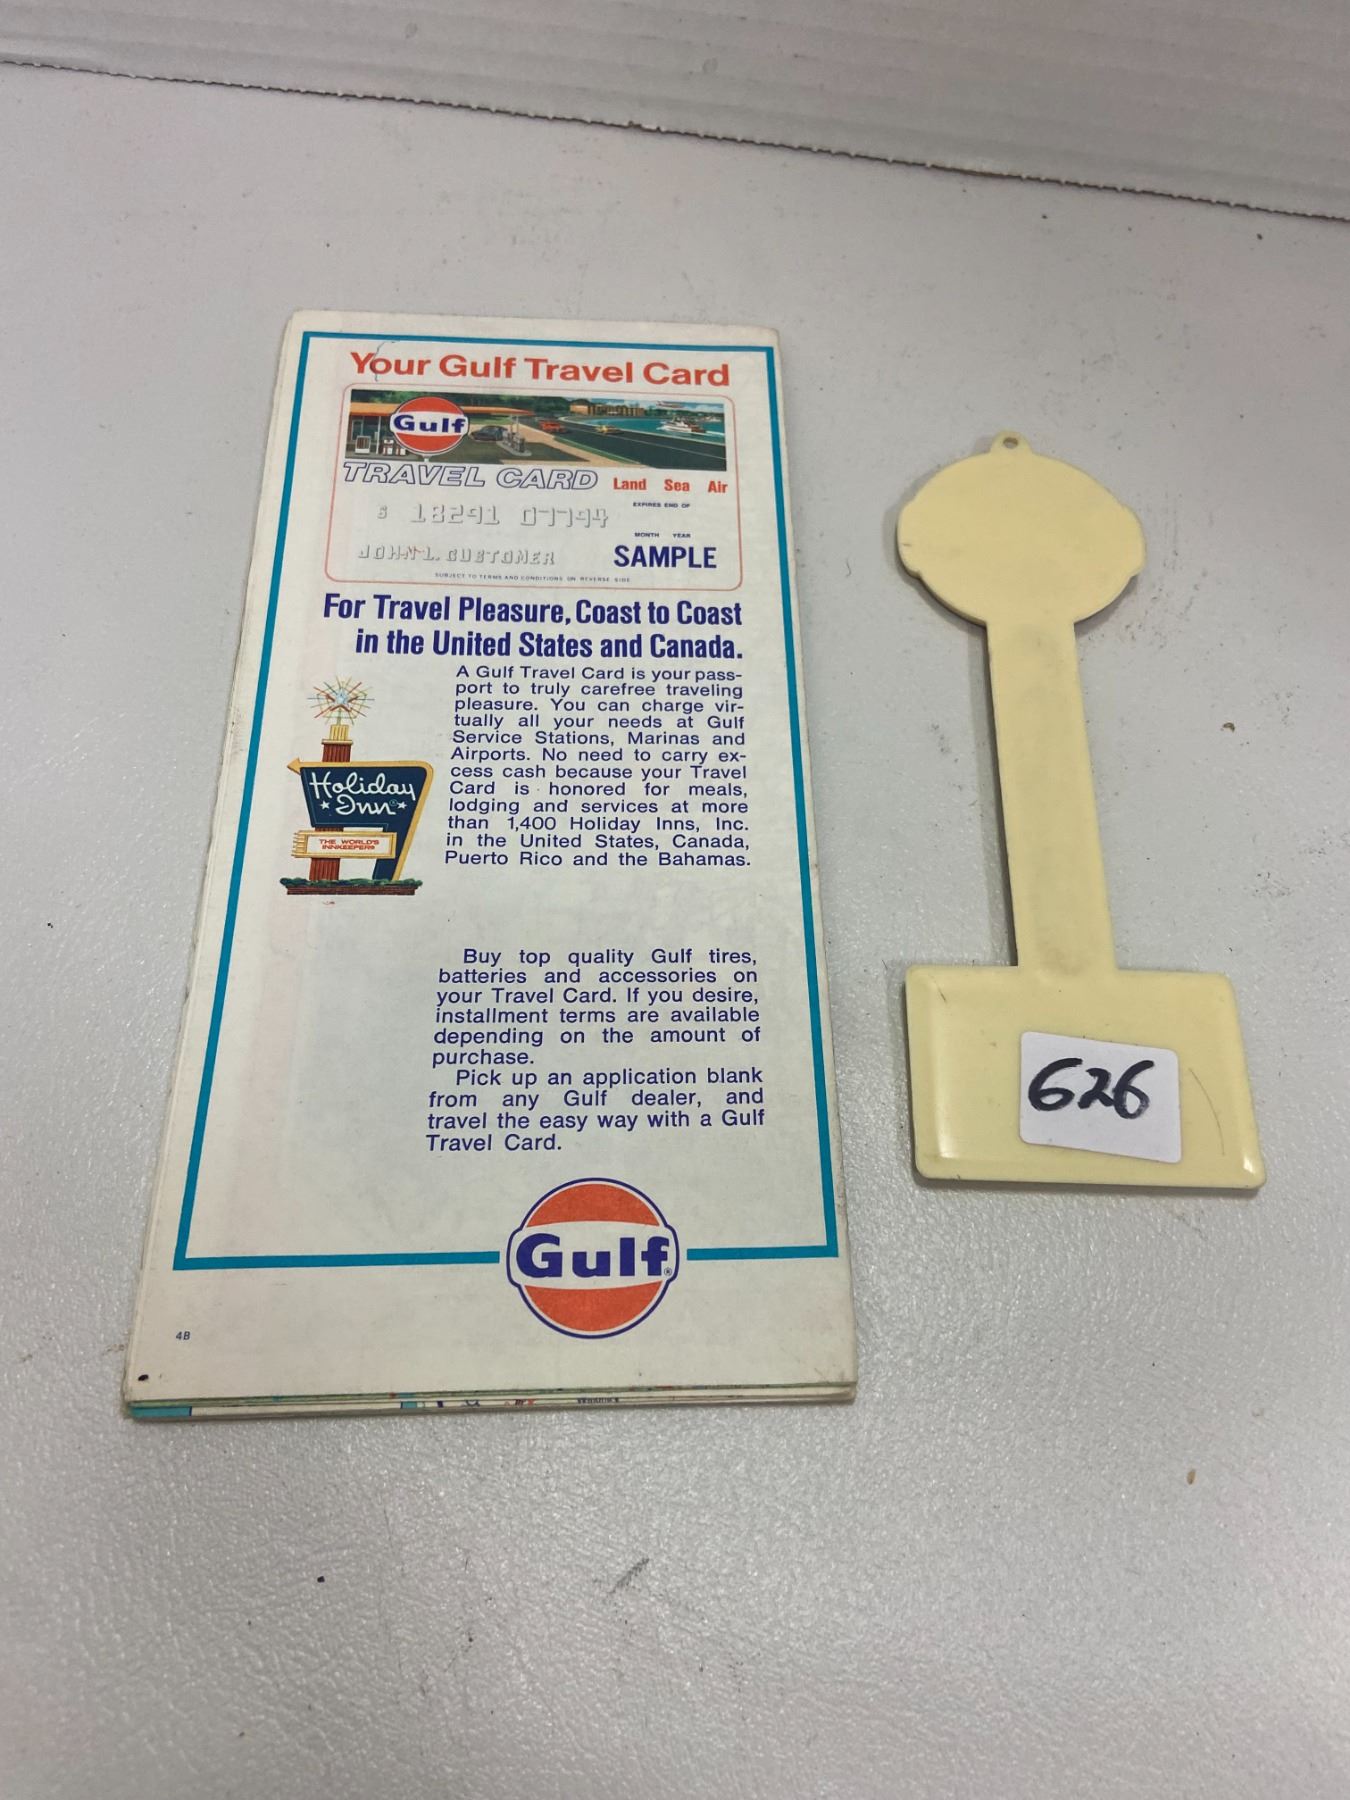 Your Gulf Travel Card
Gulf
TRAVEL CARD Land Sea Air
EXPIRES END OF
6 18291 07794
MONTH YEAR
JOHN L. CUSTOMER SAMPLE
SUBJECT TO TERMS AND CONDITIONS ON REVERSE SIDE
For Travel Pleasure, Coast to Coast
in the United States and Canada.
A Gulf Travel Card is your pass-
port to truly carefree traveling
pleasure. You can charge vir-
tually all your needs at Gulf
Service Stations, Marinas and
Airports. No need to carry ex-
cess cash because your Travel
Card is honored for meals,
lodging and services at more
than 1,400 Holiday Inns, Inc.
in the United States, Canada,
Puerto Rico and the Bahamas.
Holiday
Inn®
THE WORLD'S
INNKEEPER®
Buy top quality Gulf tires,
batteries and accessories on
your Travel Card. If you desire,
installment terms are available
depending on the amount of
purchase.
Pick up an application blank
from any Gulf dealer, and
travel the easy way with a Gulf
Travel Card.
Gulf®
4B
626